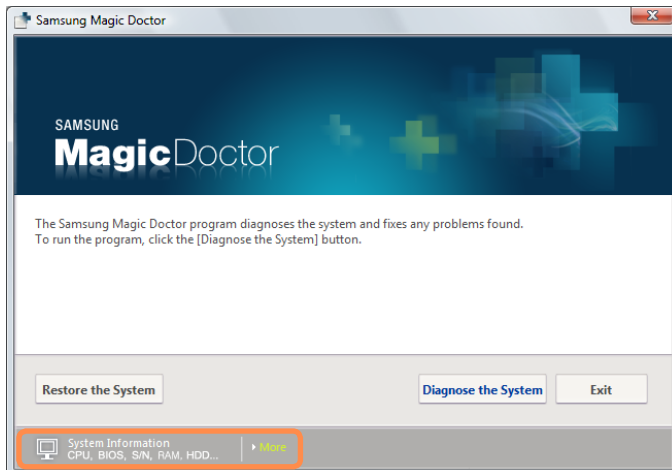 Samsung Magic Doctor
SAMSUNG
MagicDoctor
The Samsung Magic Doctor program diagnoses the system and fixes any problems found.
To run the program, click the [Diagnose the System] button.
Restore the System
Diagnose the System
Exit
System Information
CPU, BIOS, S/N, RAM, HDD...
More